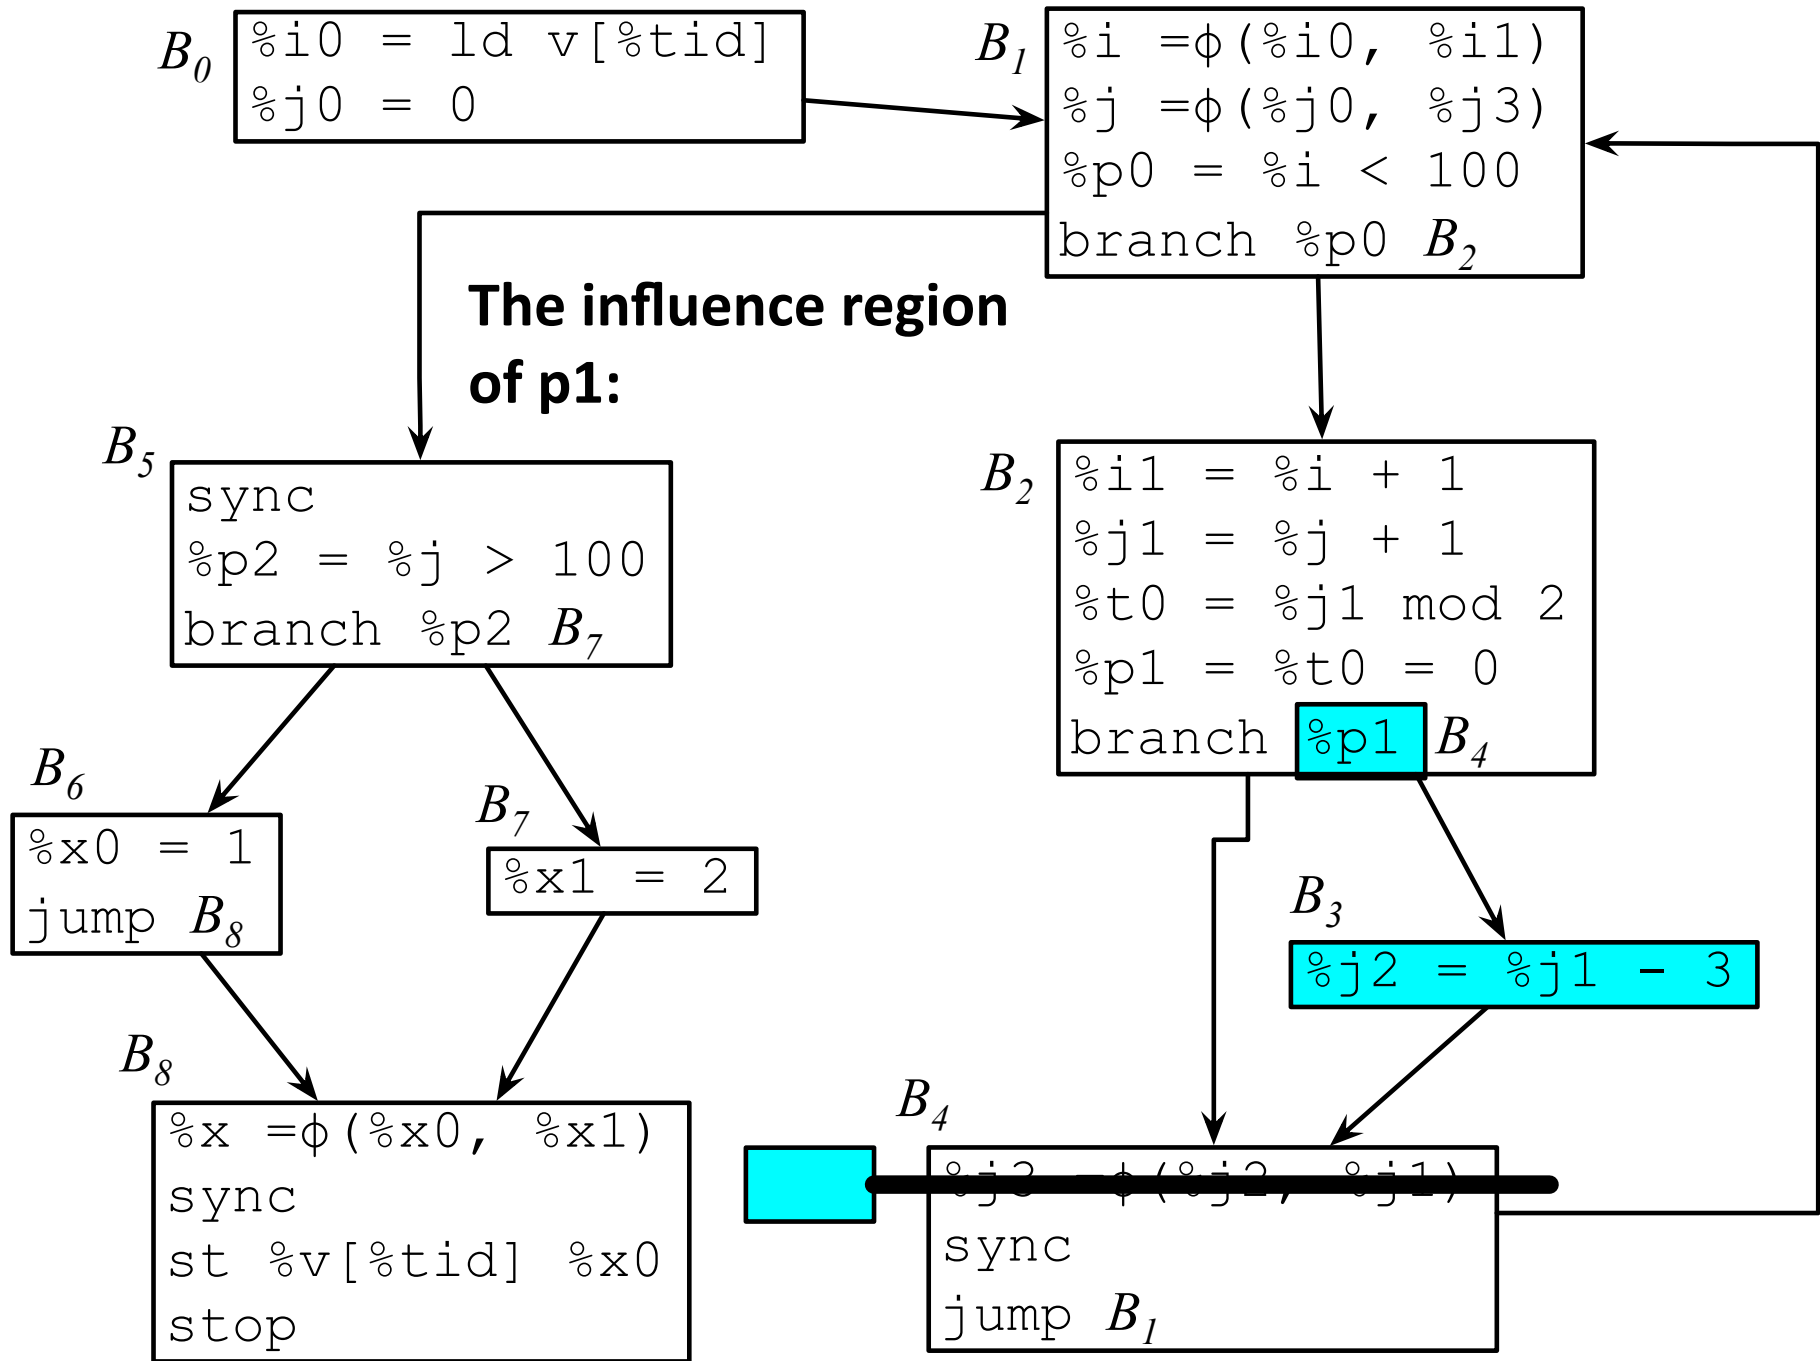 B0
%i0 = ld v[%tid]
%j0 = 0
B1
%i =ϕ(%i0, %i1)
%j =ϕ(%j0, %j3)
%p0 = %i < 100
branch %p0 B2
The influence region
of p1:
B5
sync
%p2 = %j > 100
branch %p2 B7
B2
%i1 = %i + 1
%j1 = %j + 1
%t0 = %j1 mod 2
%p1 = %t0 = 0
branch %p1 B4
B6
%x0 = 1
jump B8
B7
%x1 = 2
B3
%j2 = %j1 - 3
B8
%x =ϕ(%x0, %x1)
sync
st %v[%tid] %x0
stop
B4
%j3 =ϕ(%j2, %j1)
sync
jump B1